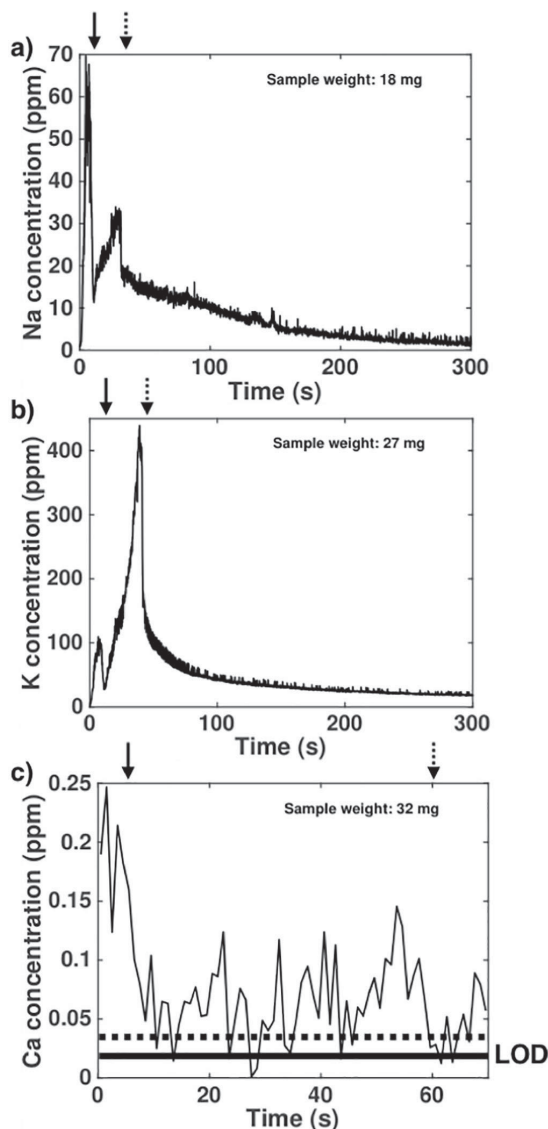 a)
Na concentration (ppm)
70
60
50
40
30
20
10
0
Sample weight: 18 mg
0 100 200 300
Time (s)
b)
K concentration (ppm)
400
300
200
100
0
Sample weight: 27 mg
0 100 200 300
Time (s)
c)
Ca concentration (ppm)
0.25
0.2
0.15
0.1
0.05
0
Sample weight: 32 mg
LOD
0 20 40 60
Time (s)